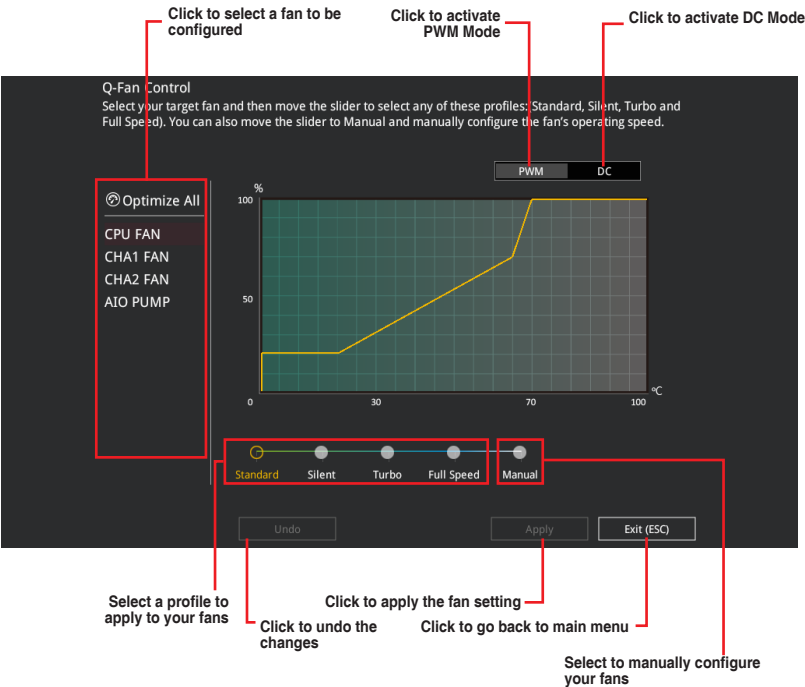 Click to select a fan to be
configured
Click to activate
PWM Mode
Click to activate DC Mode
Q-Fan Control
Select your target fan and then move the slider to select any of these profiles:(Standard, Silent, Turbo and
Full Speed). You can also move the slider to Manual and manually configure the fan's operating speed.
PWM
DC
Optimize All
CPU FAN
CHA1 FAN
CHA2 FAN
AIO PUMP
%
100
50
0
30
70
100
ºC
Standard
Silent
Turbo
Full Speed
Manual
Undo
Apply
Exit (ESC)
Select a profile to
apply to your fans
Click to undo the
changes
Click to apply the fan setting
Click to go back to main menu
Select to manually configure
your fans